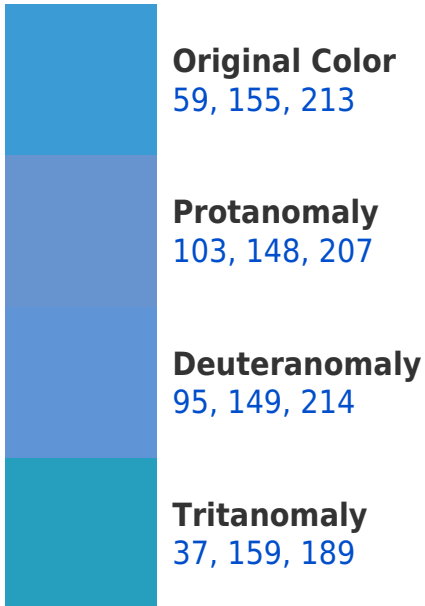 Original Color
59, 155, 213
Protanomaly
103, 148, 207
Deuteranomaly
95, 149, 214
Tritanomaly
37, 159, 189